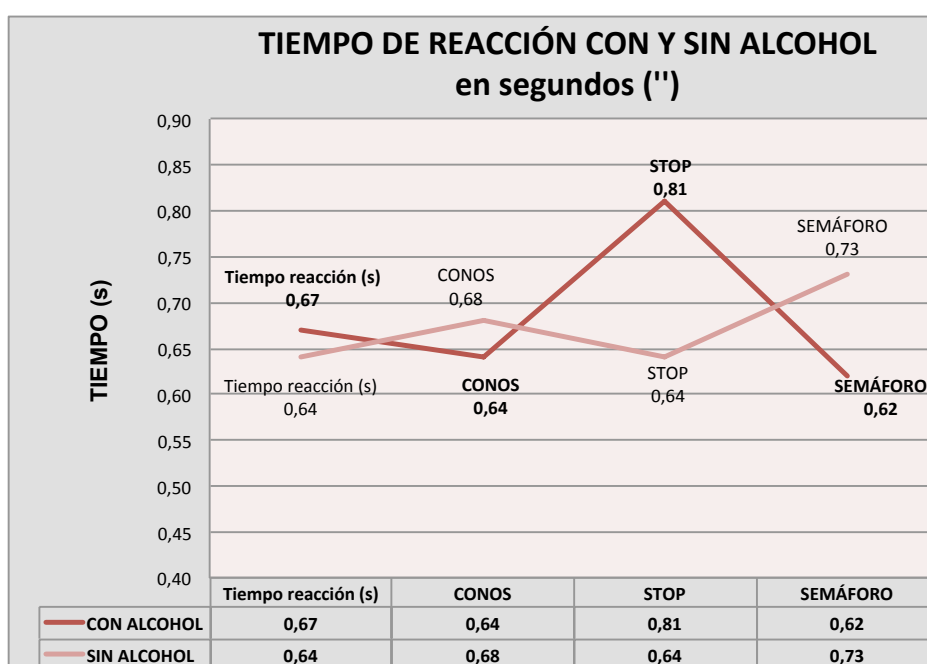 TIEMPO DE REACCIÓN CON Y SIN ALCOHOL
en segundos ('')
TIEMPO (s)
0,90
0,85
0,80
0,75
0,70
0,65
0,60
0,55
0,50
0,45
0,40
STOP
0,81
SEMÁFORO
0,73
Tiempo reacción (s)
0,67
CONOS
0,68
Tiempo reacción (s)
0,64
CONOS
0,64
STOP
0,64
SEMÁFORO
0,62
Tiempo reacción (s) CONOS STOP SEMÁFORO
CON ALCOHOL 0,67 0,64 0,81 0,62
SIN ALCOHOL 0,64 0,68 0,64 0,73